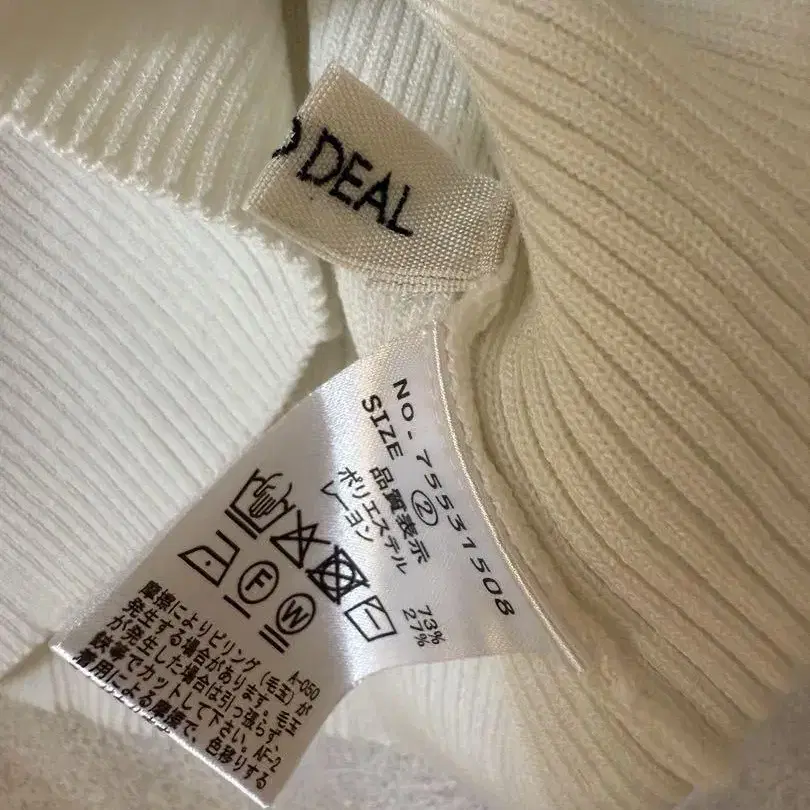 DEAL
NO- 75531508
SIZE ②
品質表示
ポリエステル 73%
レーヨン 27%
F
W
A-050
摩擦によりピリング（毛玉）が
発生する場合があります。毛玉
が発生した場合は引っ張らず、
鋏等でカットして下さい。AF-2
着用による摩擦で、色移りする